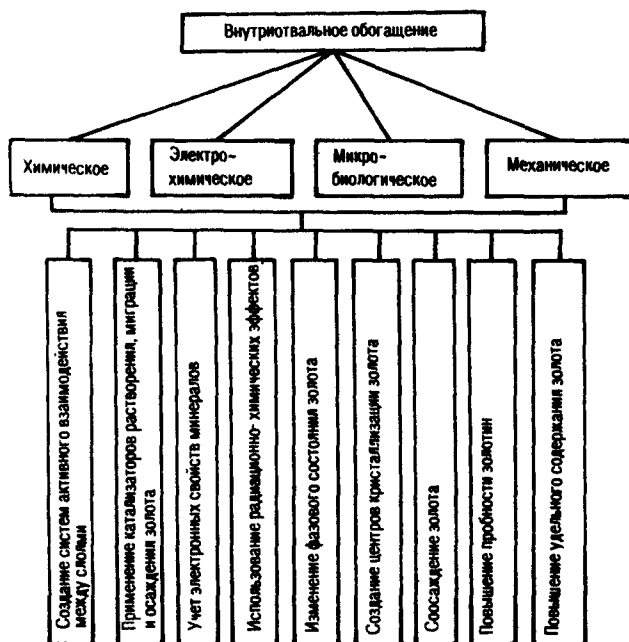 Внутриотвальное обогащение
Химическое
Электро-
химическое
Микро-
биологическое
Механическое
Создание систем активного взаимодействия
между слоями
Применение катализаторов растворения, миграции
и осаждения золота
Учет электронных свойств минералов
Использование радиационно-химических эффектов
Изменение фазового состояния золота
Создание центров кристаллизации золота
Соосаждение золота
Повышение пробности золотин
Повышение удельного содержания золота